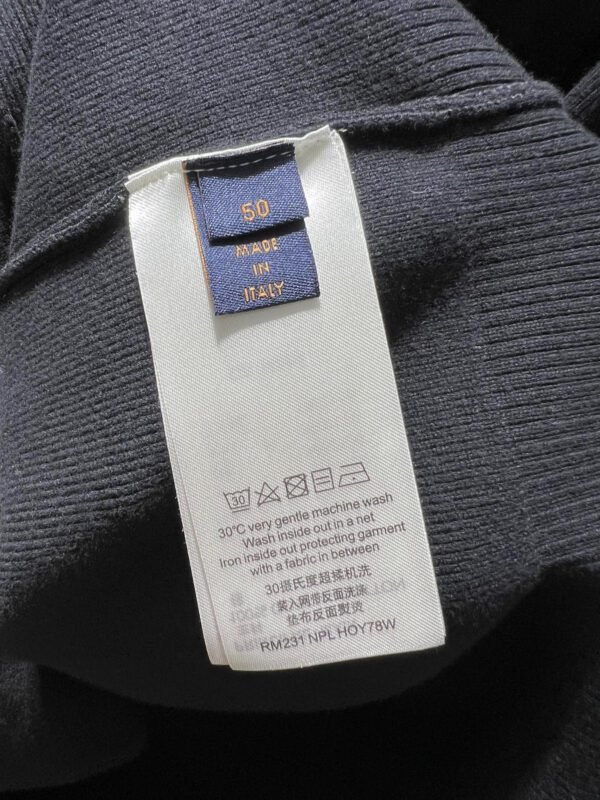 50
MADE
IN
ITALY
30
30℃ very gentle machine wash
Wash inside out in a net
Iron inside out protecting garment
with a fabric in between
30摄氏度超揉机洗
装入网带反面洗涤
垫布反面熨烫
RM231 NPL HOY78W